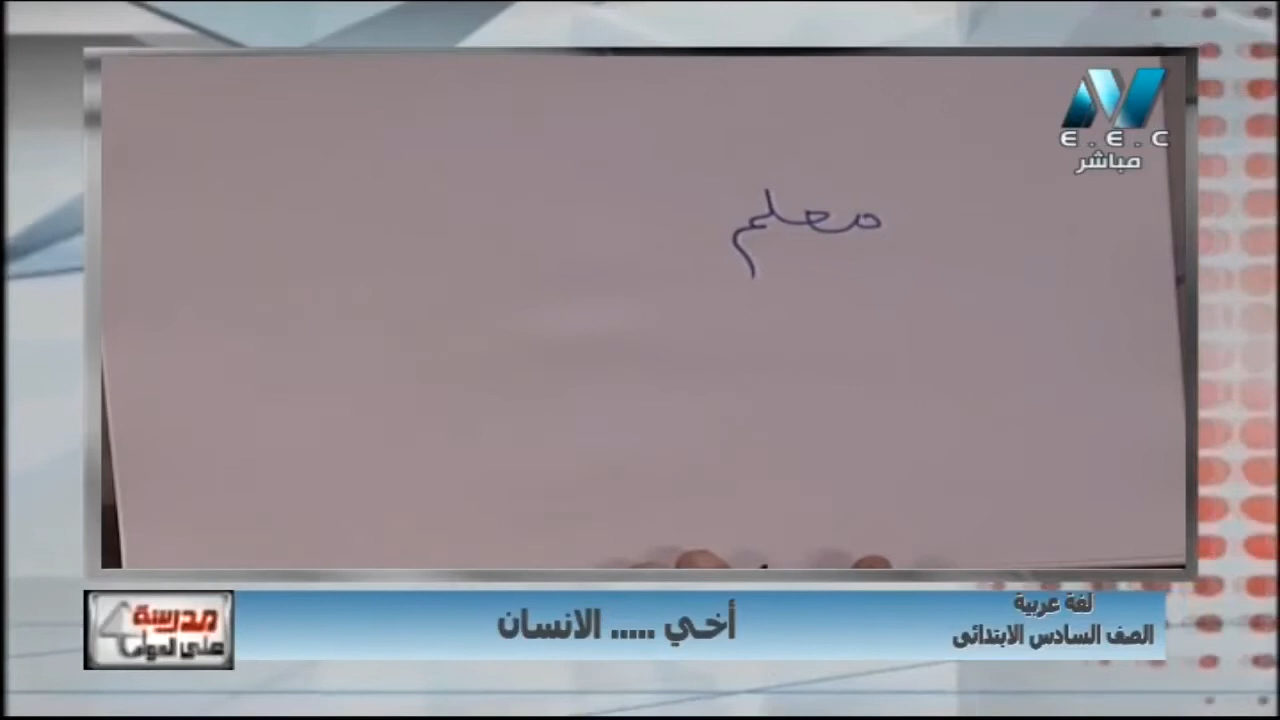 E.E.C
مباشر
معلم
لغة عربية
الصف السادس الابتدائى
أخي ..... الانسان
مدرسة
على الهواء